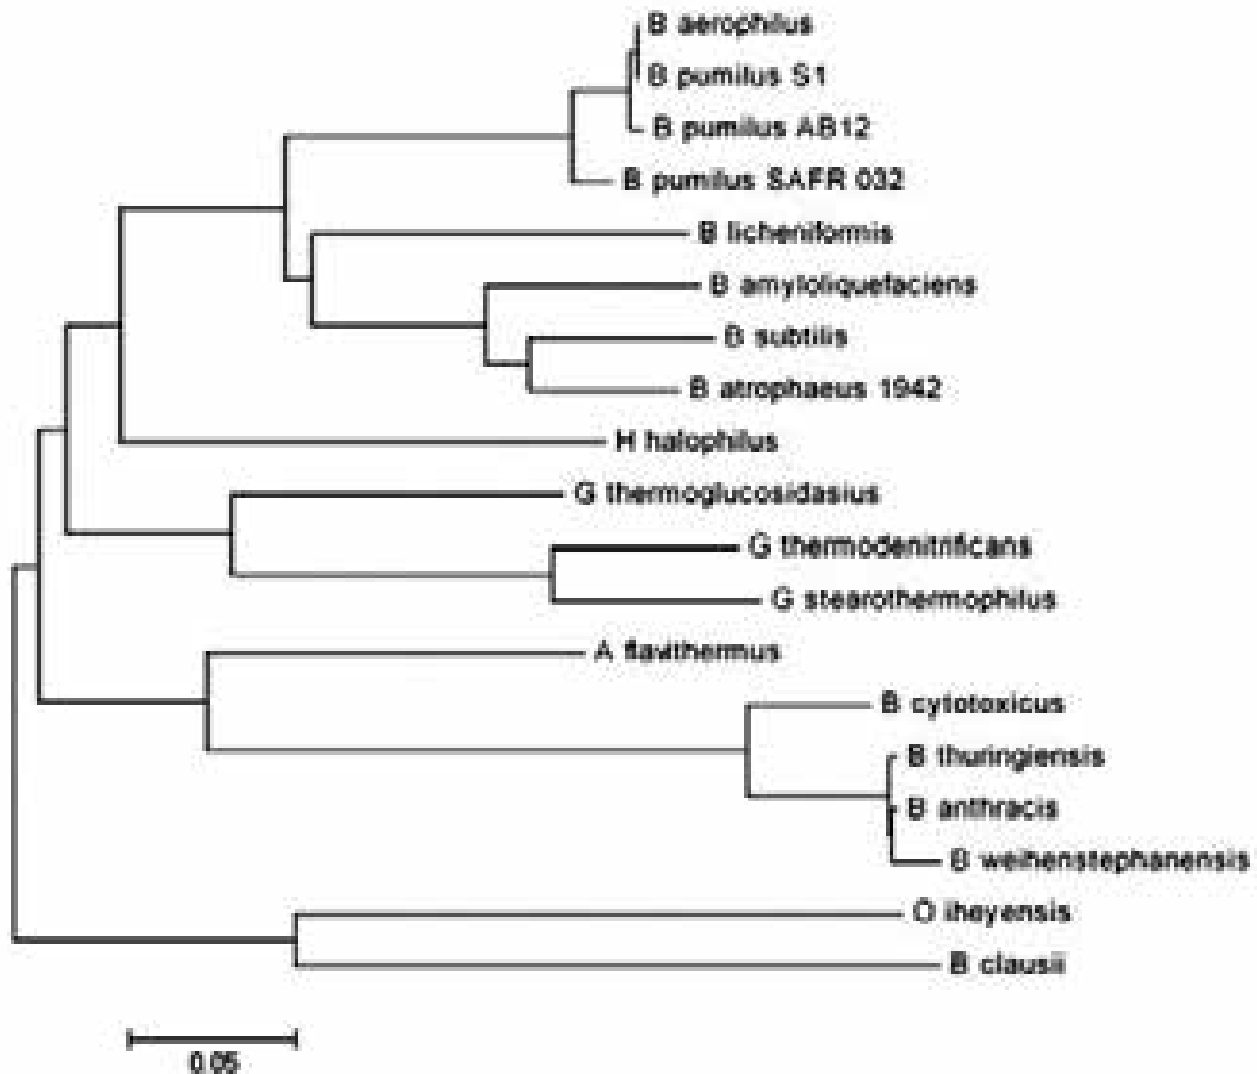 B aerophilus
B pumilus S1
B pumilus AB12
B pumilus SAFR 032
B licheniformis
B amyloliquefaciens
B subtilis
B atrophaeus 1942
H halophilus
G thermoglucosidasius
G thermodenitrificans
G stearothermophilus
A flavithermus
B cytotoxicus
B thuringiensis
B anthracis
B weihenstephanensis
O iheyensis
B clausii
0.05